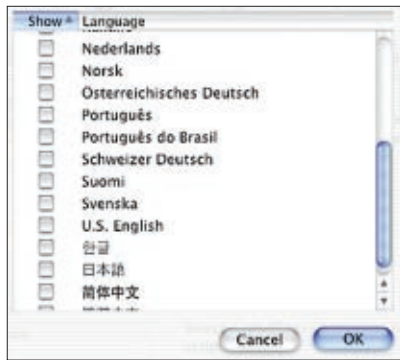 Show Language
Nederlands
Norsk
Österreichisches Deutsch
Português
Português do Brasil
Schweizer Deutsch
Suomi
Svenska
U.S. English
한글
日本語
简体中文
Cancel OK